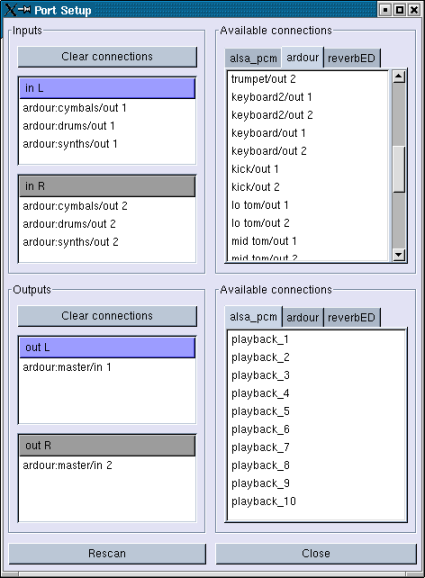 Port Setup
Inputs
Clear connections
in L
ardour:cymbals/out 1
ardour:drums/out 1
ardour:synths/out 1
in R
ardour:cymbals/out 2
ardour:drums/out 2
ardour:synths/out 2
Available connections
alsa_pcm ardour reverbED
trumpet/out 2
keyboard2/out 1
keyboard2/out 2
keyboard/out 1
keyboard/out 2
kick/out 1
kick/out 2
lo tom/out 1
lo tom/out 2
mid tom/out 1
mid tom/out 2
Outputs
Clear connections
out L
ardour:master/in 1
out R
ardour:master/in 2
Available connections
alsa_pcm ardour reverbED
playback_1
playback_2
playback_3
playback_4
playback_5
playback_6
playback_7
playback_8
playback_9
playback_10
Rescan
Close